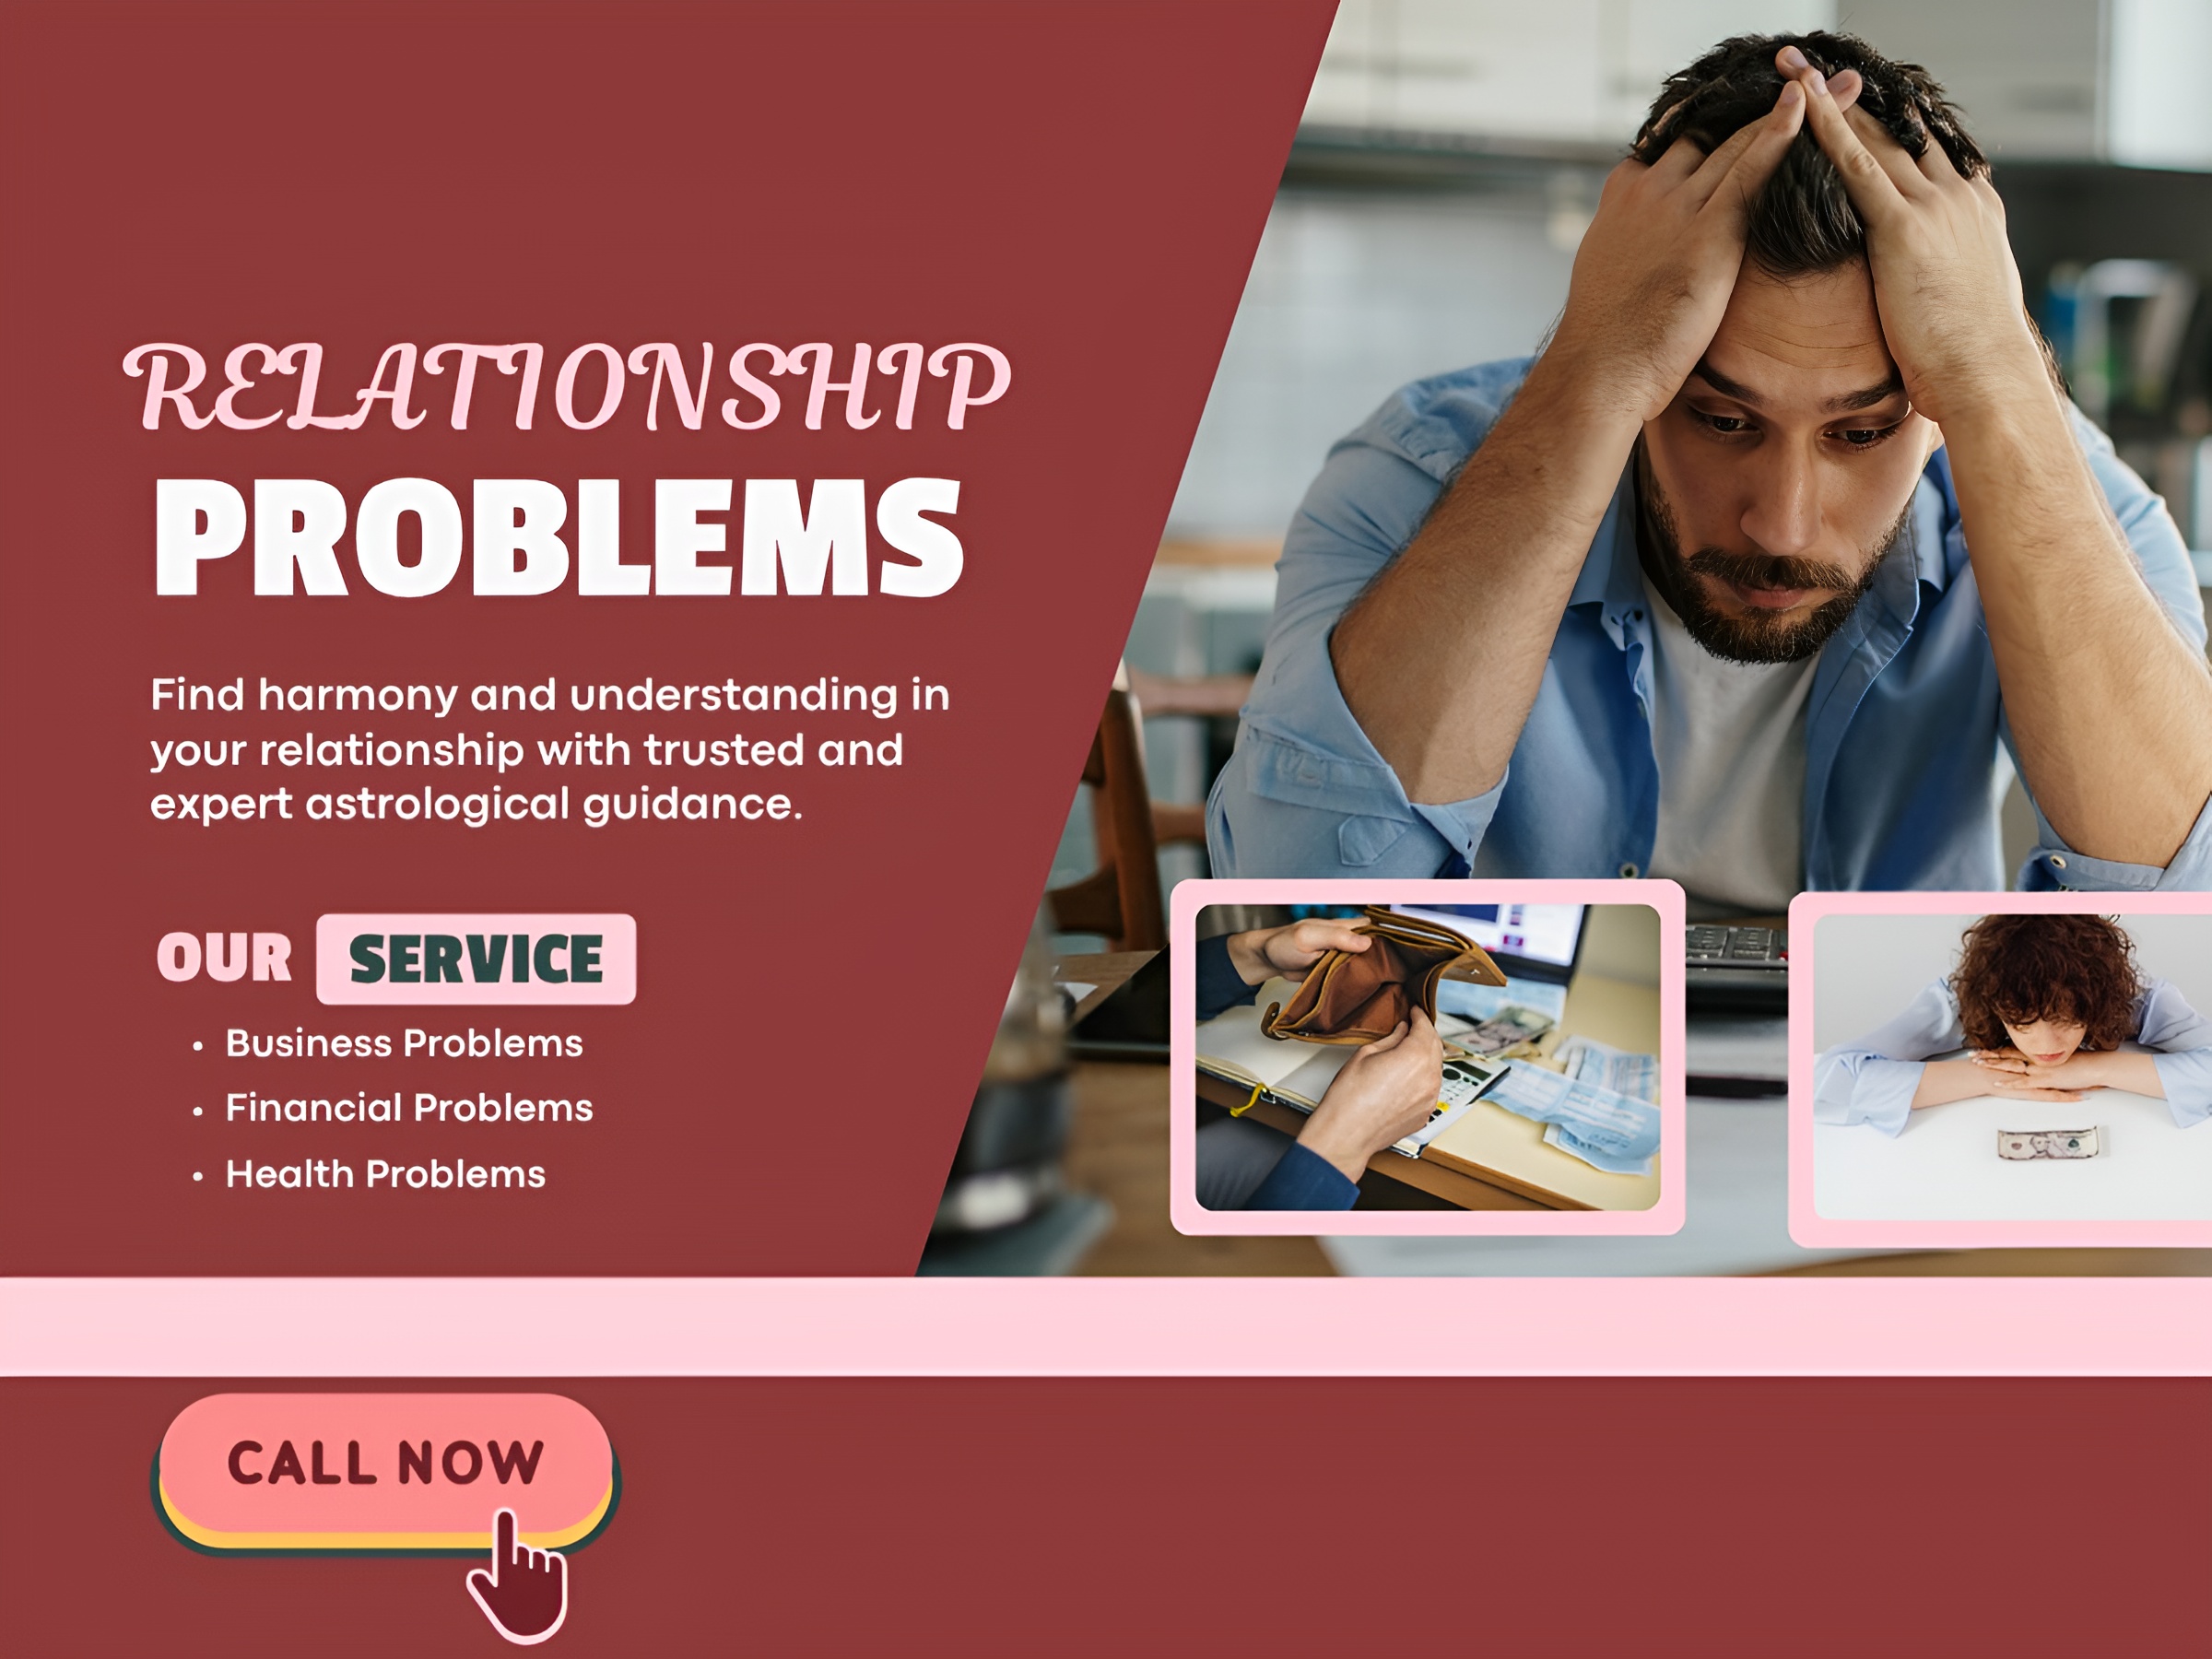 RELATIONSHIP
PROBLEMS
Find harmony and understanding in
your relationship with trusted and
expert astrological guidance.
OUR SERVICE
• Business Problems
• Financial Problems
• Health Problems
CALL NOW